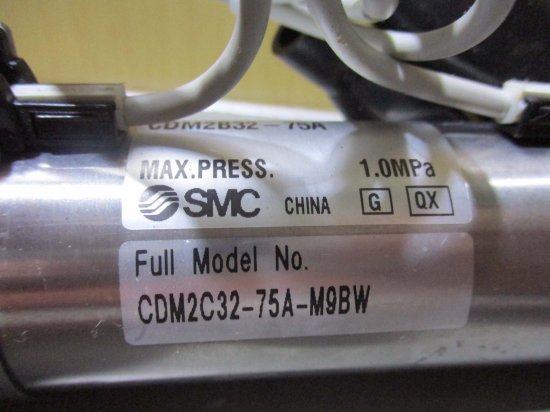 CDM2B32-75A
MAX.PRESS. 1.0MPa
SMC CHINA G QX
Full Model No.
CDM2C32-75A-M9BW